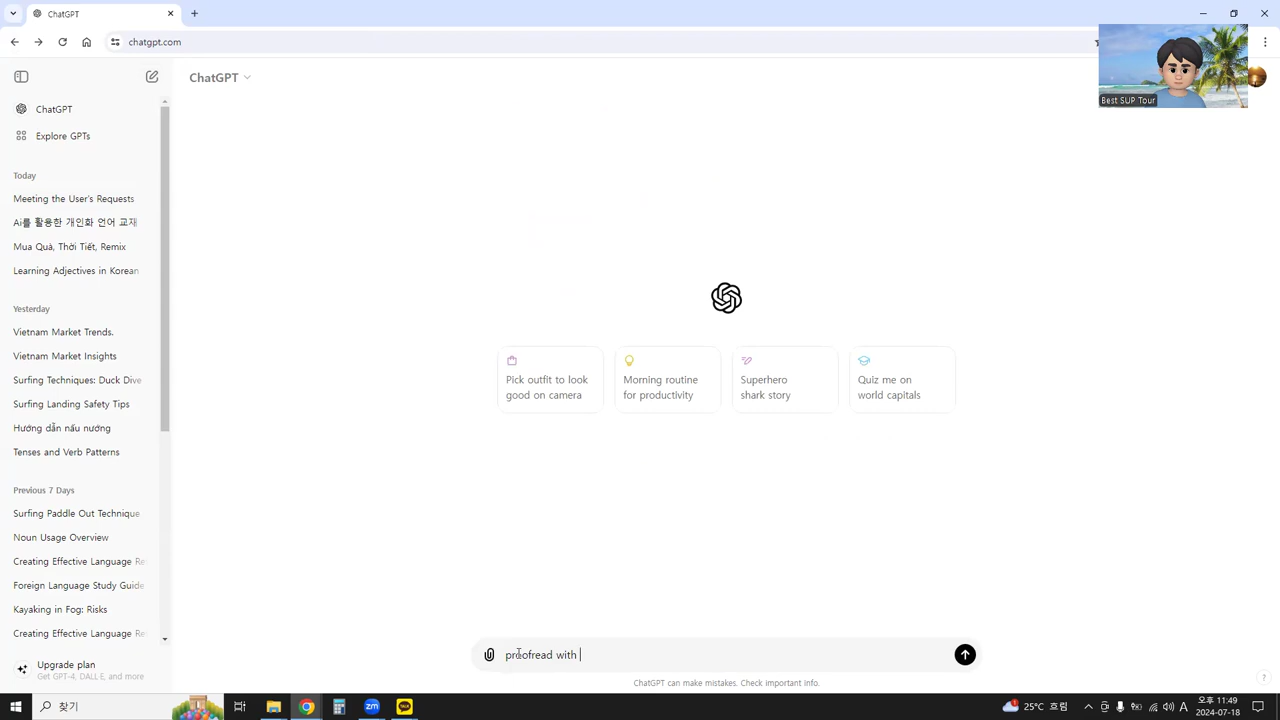 ChatGPT
chatgpt.com
Best SUP Tour
ChatGPT
ChatGPT
Explore GPTs
Today
Meeting the User's Requests
Ai를 활용한 개인화 언어 교재
Mua Quà, Thời Tiết, Remix
Learning Adjectives in Korean
Yesterday
Vietnam Market Trends.
Vietnam Market Insights
Surfing Techniques: Duck Dive
Surfing Landing Safety Tips
Hướng dẫn nấu nướng
Tenses and Verb Patterns
Previous 7 Days
Surfing Paddle Out Technique
Noun Usage Overview
Creating Effective Language Re
Foreign Language Study Guide
Kayaking in Fog: Risks
Creating Effective Language Re
Upgrade plan
Get GPT-4, DALL·E, and more
Pick outfit to look
good on camera
Morning routine
for productivity
Superhero
shark story
Quiz me on
world capitals
proofread with
ChatGPT can make mistakes. Check important info.
?
찾기
zm
TALK
25°C 흐림
A
오후 11:49
2024-07-18